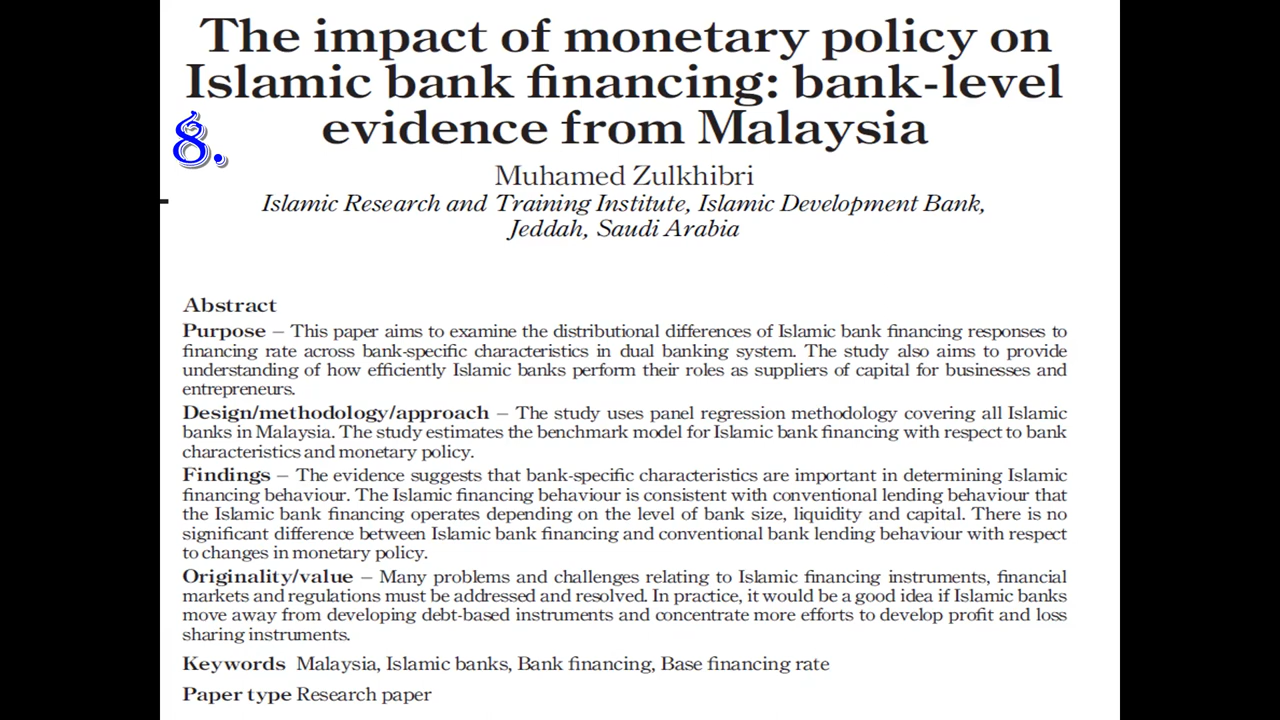 The impact of monetary policy on
Islamic bank financing: bank-level
evidence from Malaysia
8.
Muhamed Zulkhibri
Islamic Research and Training Institute, Islamic Development Bank,
Jeddah, Saudi Arabia
Abstract
Purpose – This paper aims to examine the distributional differences of Islamic bank financing responses to
financing rate across bank-specific characteristics in dual banking system. The study also aims to provide
understanding of how efficiently Islamic banks perform their roles as suppliers of capital for businesses and
entrepreneurs.
Design/methodology/approach – The study uses panel regression methodology covering all Islamic
banks in Malaysia. The study estimates the benchmark model for Islamic bank financing with respect to bank
characteristics and monetary policy.
Findings – The evidence suggests that bank-specific characteristics are important in determining Islamic
financing behaviour. The Islamic financing behaviour is consistent with conventional lending behaviour that
the Islamic bank financing operates depending on the level of bank size, liquidity and capital. There is no
significant difference between Islamic bank financing and conventional bank lending behaviour with respect
to changes in monetary policy.
Originality/value – Many problems and challenges relating to Islamic financing instruments, financial
markets and regulations must be addressed and resolved. In practice, it would be a good idea if Islamic banks
move away from developing debt-based instruments and concentrate more efforts to develop profit and loss
sharing instruments.
Keywords Malaysia, Islamic banks, Bank financing, Base financing rate
Paper type Research paper